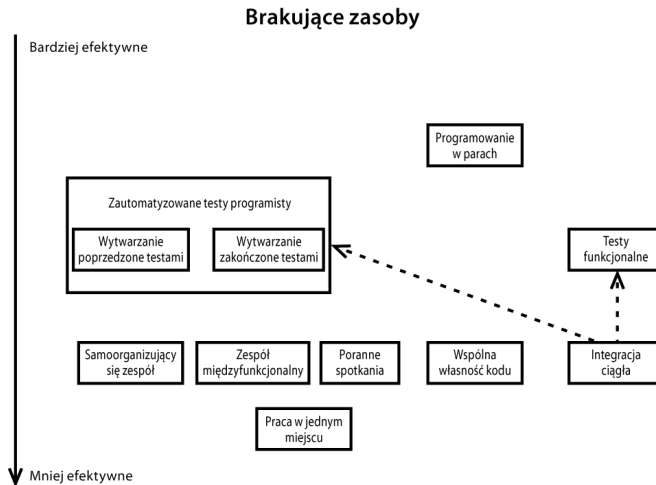 Brakujące zasoby
Bardziej efektywne
Programowanie
w parach
Zautomatyzowane testy programisty
Wytwarzanie
poprzedzone testami
Wytwarzanie
zakończone testami
Testy
funkcjonalne
Samoorganizujący
się zespół
Zespół
międzyfunkcjonalny
Poranne
spotkania
Wspólna
własność kodu
Integracja
ciągła
Praca w jednym
miejscu
Mniej efektywne